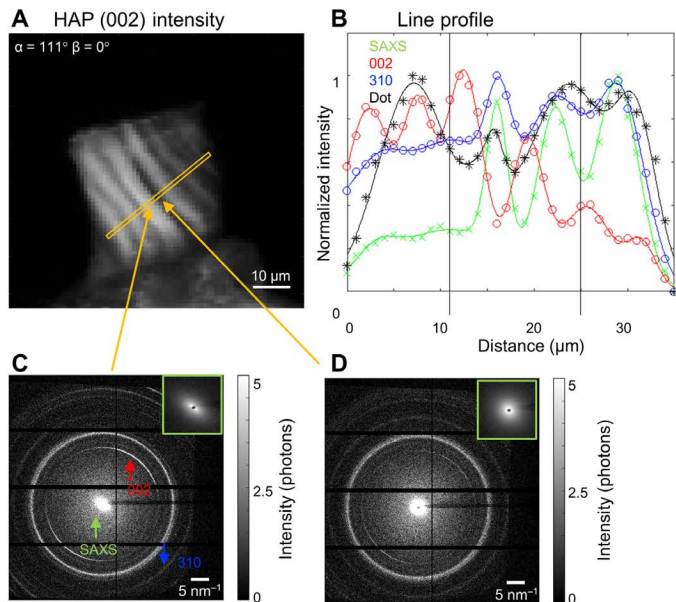 A HAP (002) intensity
α = 111° β = 0°
10 µm
B Line profile
SAXS
002
310
Dot
Normalized intensity
1
0
0 10 20 30
Distance (µm)
C
002
SAXS
310
5 nm⁻¹
5
2.5
0
Intensity (photons)
D
5 nm⁻¹
5
2.5
0
Intensity (photons)